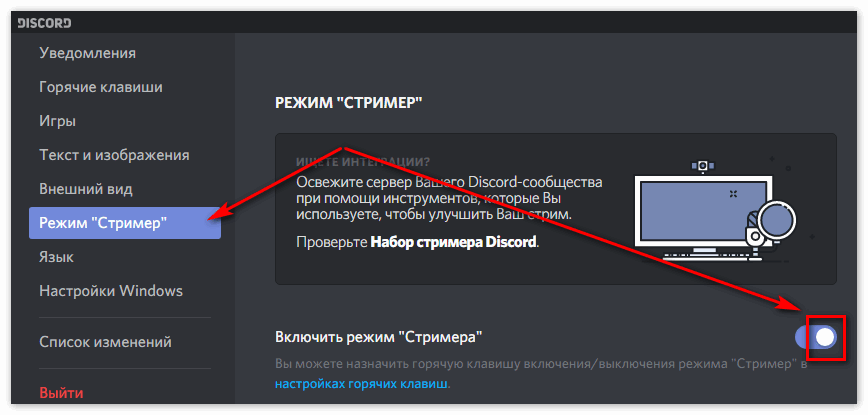 DISCORD
Уведомления
Горячие клавиши
Игры
Текст и изображения
Внешний вид
Режим "Стример"
Язык
Настройки Windows
Список изменений
Выйти
РЕЖИМ "СТРИМЕР"
ИЩЕТЕ ИНТЕГРАЦИИ?
Освежите сервер Вашего Discord-сообщества
при помощи инструментов, которые Вы
используете, чтобы улучшить Ваш стрим.
Проверьте Набор стримера Discord.
Включить режим "Стримера"
Вы можете назначить горячую клавишу включения/выключения режима "Стример" в
настройках горячих клавиш.